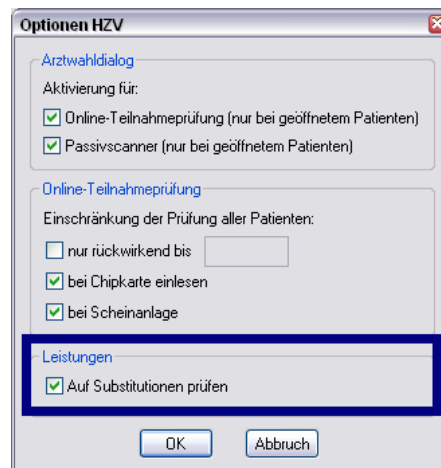 Optionen HZV
Arztwahldialog
Aktivierung für:
Online-Teilnahmeprüfung (nur bei geöffnetem Patienten)
Passivscanner (nur bei geöffnetem Patienten)
Online-Teilnahmeprüfung
Einschränkung der Prüfung aller Patienten:
nur rückwirkend bis
bei Chipkarte einlesen
bei Scheinanlage
Leistungen
Auf Substitutionen prüfen
OK Abbruch